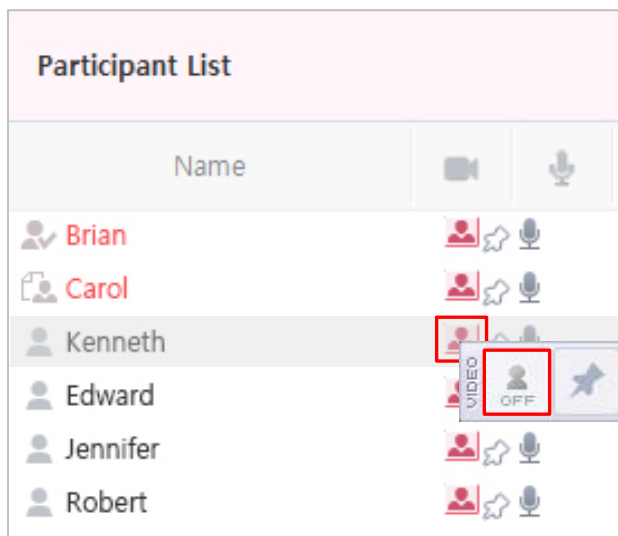 Participant List
Name
Brian
Carol
Kenneth
Edward
VIDEO
OFF
Jennifer
Robert